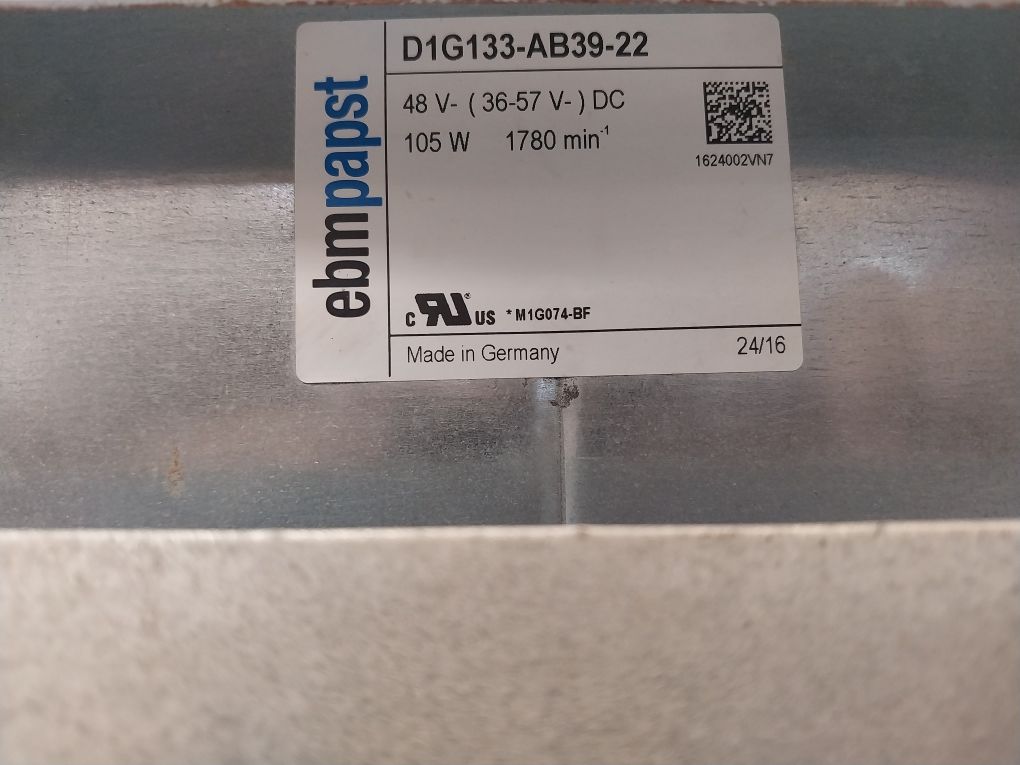 D1G133-AB39-22
ebmpapst
48 V- ( 36-57 V- ) DC
105 W 1780 min⁻¹
1624002VN7
c RU ® US * M1G074-BF
Made in Germany 24/16